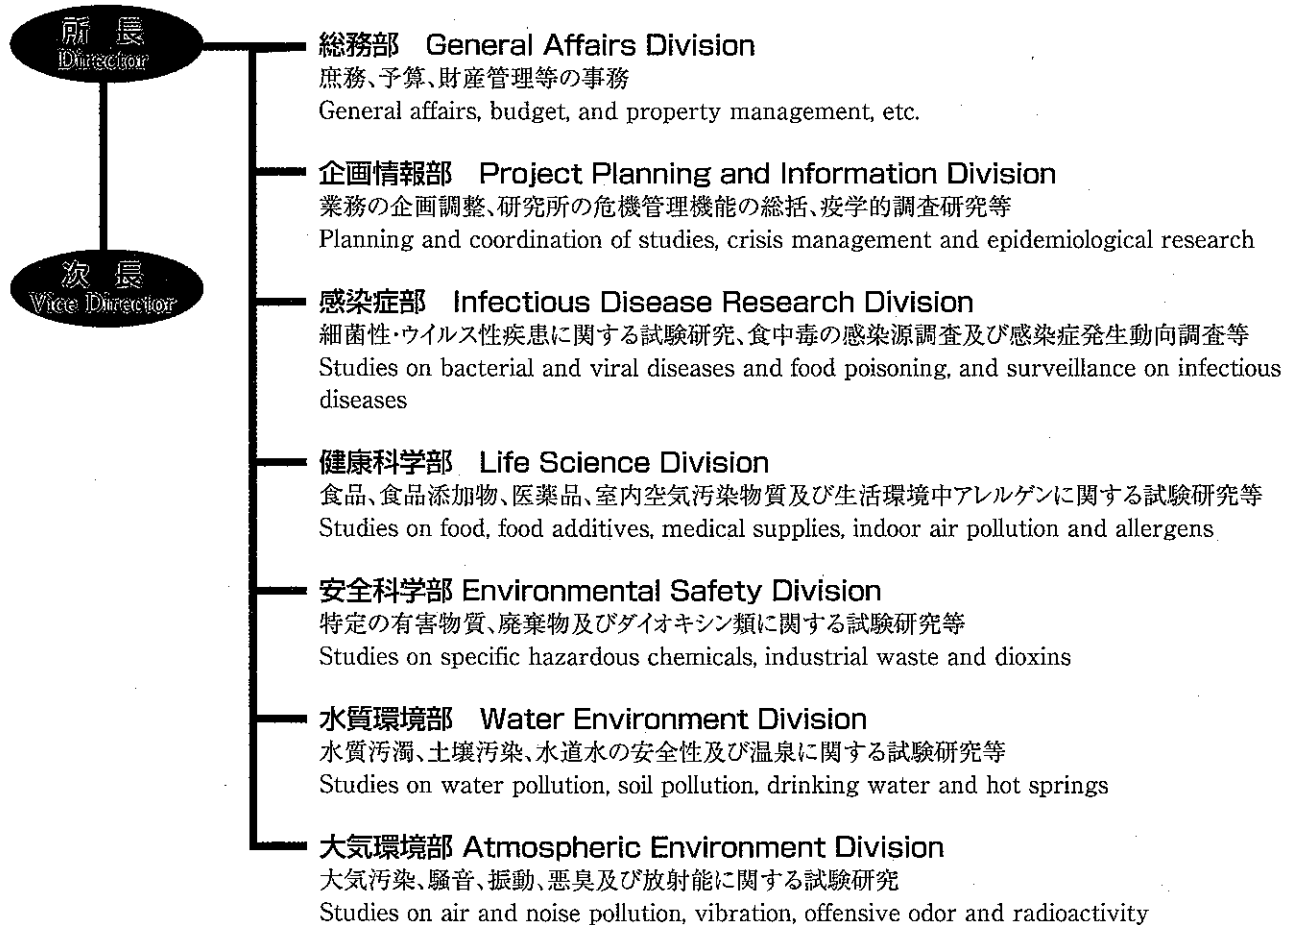 所 長
Director
総務部 General Affairs Division
庶務、予算、財産管理等の事務
General affairs, budget, and property management, etc.
企画情報部 Project Planning and Information Division
業務の企画調整、研究所の危機管理機能の総括、疫学的調査研究等
Planning and coordination of studies, crisis management and epidemiological research
次 長
Vice Director
感染症部 Infectious Disease Research Division
細菌性・ウイルス性疾患に関する試験研究、食中毒の感染源調査及び感染症発生動向調査等
Studies on bacterial and viral diseases and food poisoning, and surveillance on infectious
diseases
健康科学部 Life Science Division
食品、食品添加物、医薬品、室内空気汚染物質及び生活環境中アレルゲンに関する試験研究等
Studies on food, food additives, medical supplies, indoor air pollution and allergens
安全科学部 Environmental Safety Division
特定の有害物質、廃棄物及びダイオキシン類に関する試験研究等
Studies on specific hazardous chemicals, industrial waste and dioxins
水質環境部 Water Environment Division
水質汚濁、土壌汚染、水道水の安全性及び温泉に関する試験研究等
Studies on water pollution, soil pollution, drinking water and hot springs
大気環境部 Atmospheric Environment Division
大気汚染、騒音、振動、悪臭及び放射能に関する試験研究
Studies on air and noise pollution, vibration, offensive odor and radioactivity